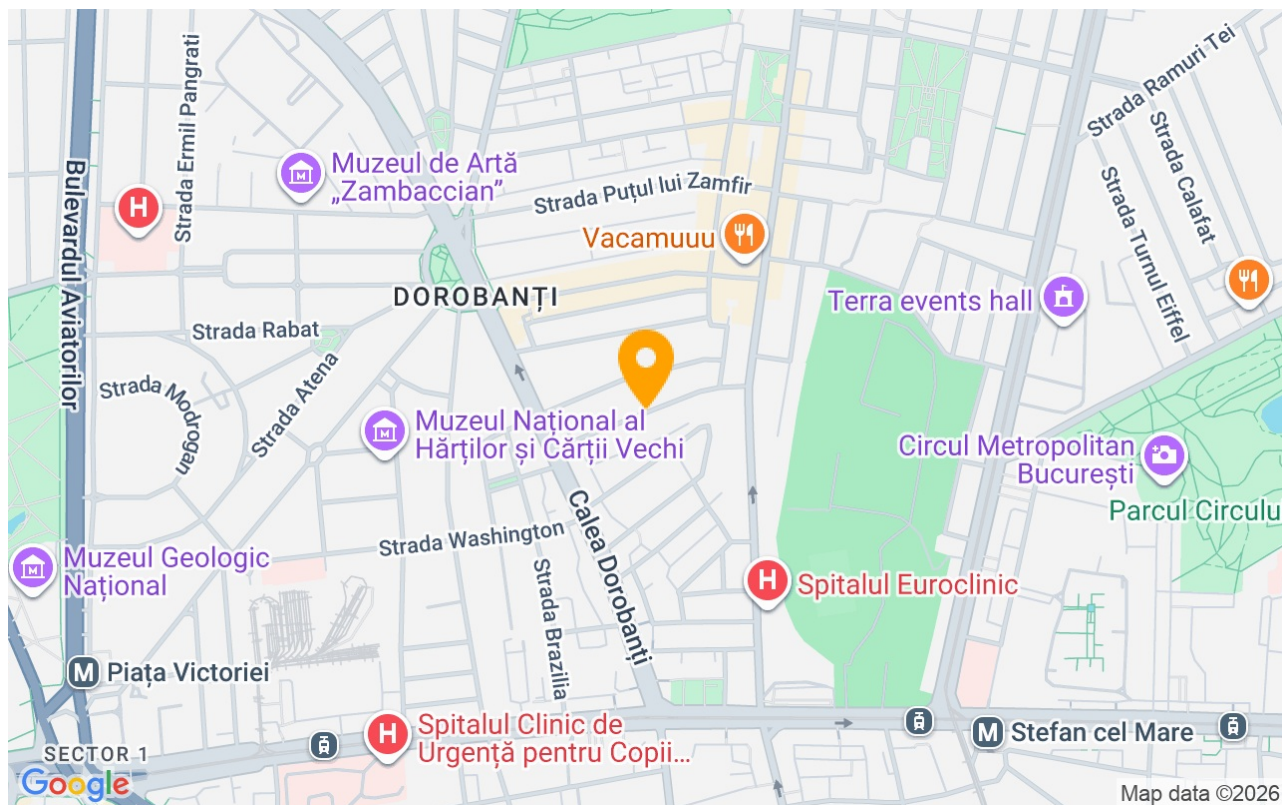 Strada Ermil Pangrati
Strada Ramuri Tei
Strada Calafat
Muzeul de Artă
„Zambaccian”
H
Strada Puțul lui Zamfir
Bulevardul Aviatorilor
Vacamuuu
Strada Turnul Eiffel
DOROBANȚI
Terra events hall
Strada Rabat
Strada Atena
Strada Modrogan
Muzeul Național al
Hărților și Cărții Vechi
Circul Metropolitan
București
Parcul Circulu
Calea Dorobanți
Strada Washington
Muzeul Geologic
Național
Strada Brazilia
H
Spitalul Euroclinic
M
Piața Victoriei
H
Spitalul Clinic de
Urgență pentru Copii...
M
Stefan cel Mare
SECTOR 1
Google
Map data ©2026